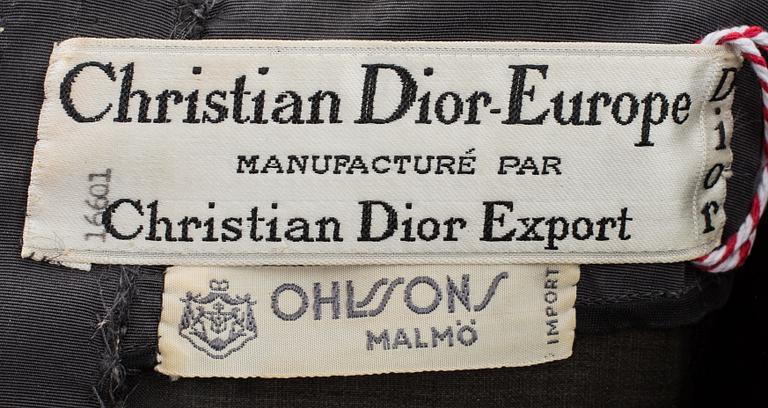 Christian Dior-Europe
MANUFACTURÉ PAR
Christian Dior Export
Dior
16601
OHLSSONS
MALMÖ
IMPORT